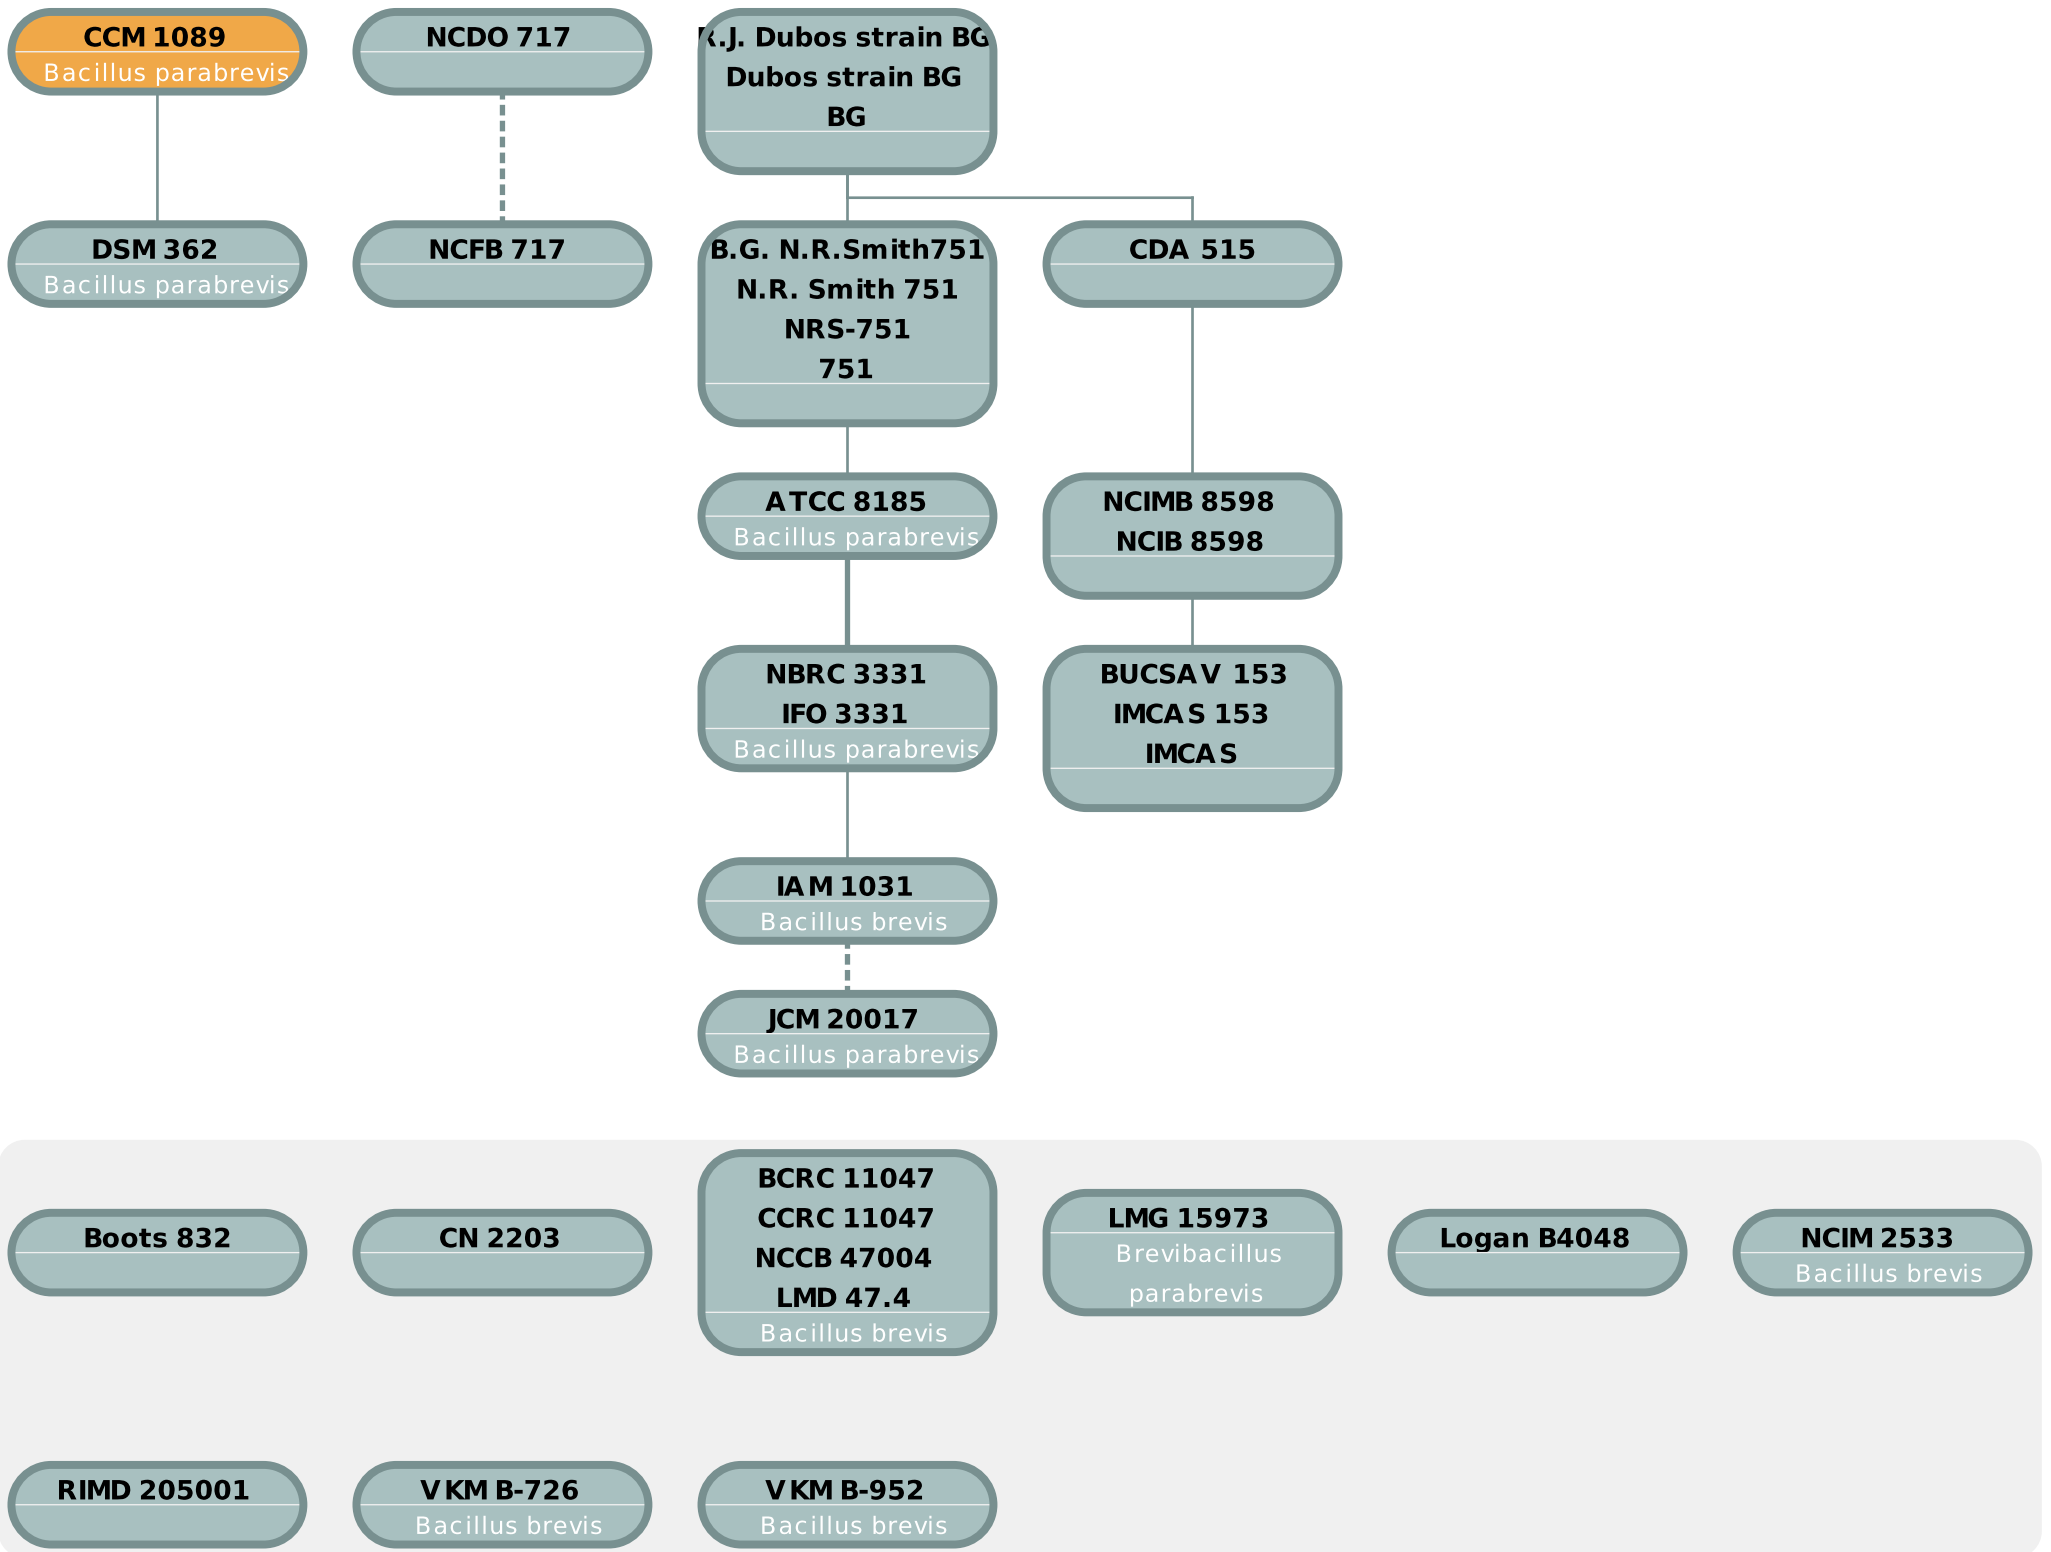 CCM 1089
Bacillus parabrevis
NCDO 717
R.J. Dubos strain BG
Dubos strain BG
BG
DSM 362
Bacillus parabrevis
NCFB 717
B.G. N.R.Smith751
N.R. Smith 751
NRS-751
751
CDA 515
ATCC 8185
Bacillus parabrevis
NCIMB 8598
NCIB 8598
NBRC 3331
IFO 3331
Bacillus parabrevis
BUCSAV 153
IMCAS 153
IMCAS
IAM 1031
Bacillus brevis
JCM 20017
Bacillus parabrevis
Boots 832
CN 2203
BCRC 11047
CCRC 11047
NCCB 47004
LMD 47.4
Bacillus brevis
LMG 15973
Brevibacillus
parabrevis
Logan B4048
NCIM 2533
Bacillus brevis
RIMD 205001
VKM B-726
Bacillus brevis
VKM B-952
Bacillus brevis